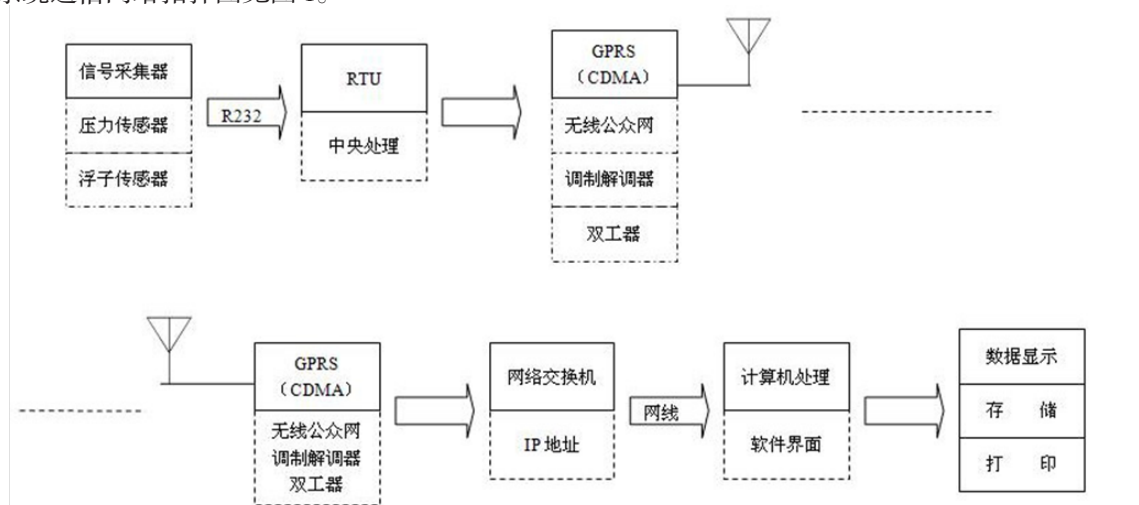 信号采集器
压力传感器
浮子传感器
R232
RTU
中央处理
GPRS
（CDMA）
无线公众网
调制解调器
双工器
GPRS
（CDMA）
无线公众网
调制解调器
双工器
网络交换机
IP 地址
网线
计算机处理
软件界面
数据显示
存 储
打 印